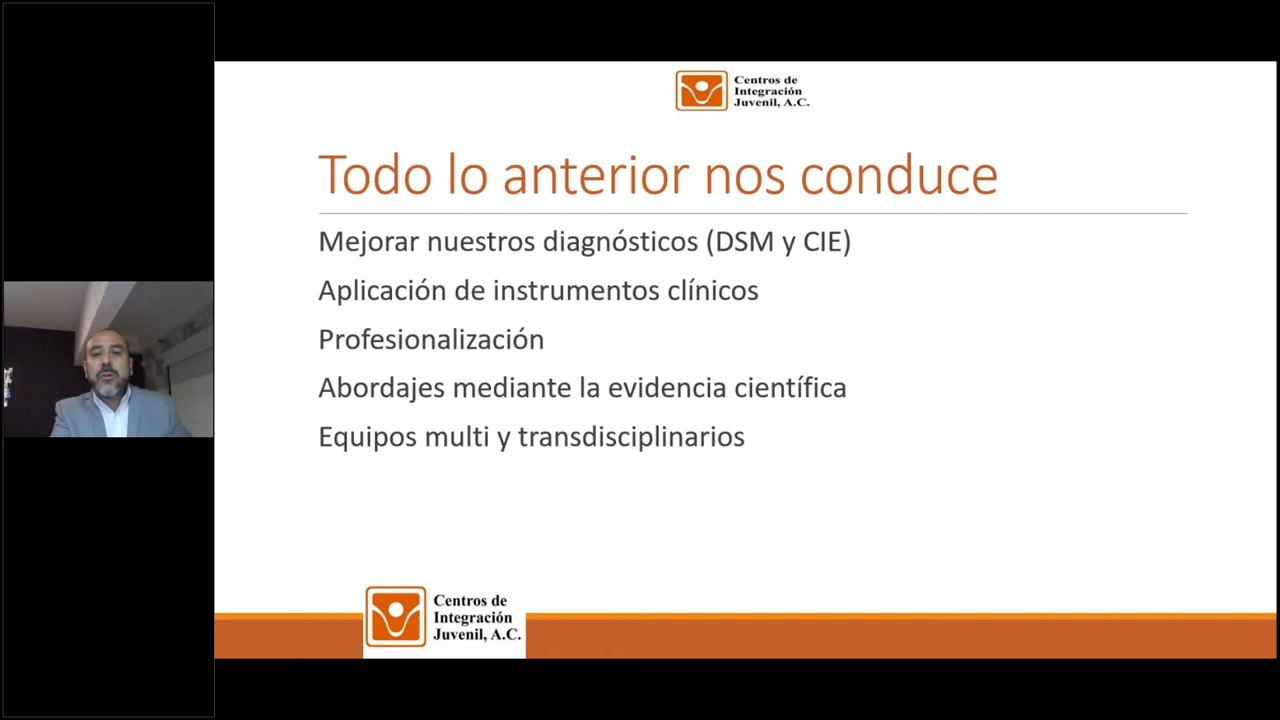 Centros de
Integración
Juvenil, A.C.
Todo lo anterior nos conduce
Mejorar nuestros diagnósticos (DSM y CIE)
Aplicación de instrumentos clínicos
Profesionalización
Abordajes mediante la evidencia científica
Equipos multi y transdisciplinarios
Centros de
Integración
Juvenil, A.C.